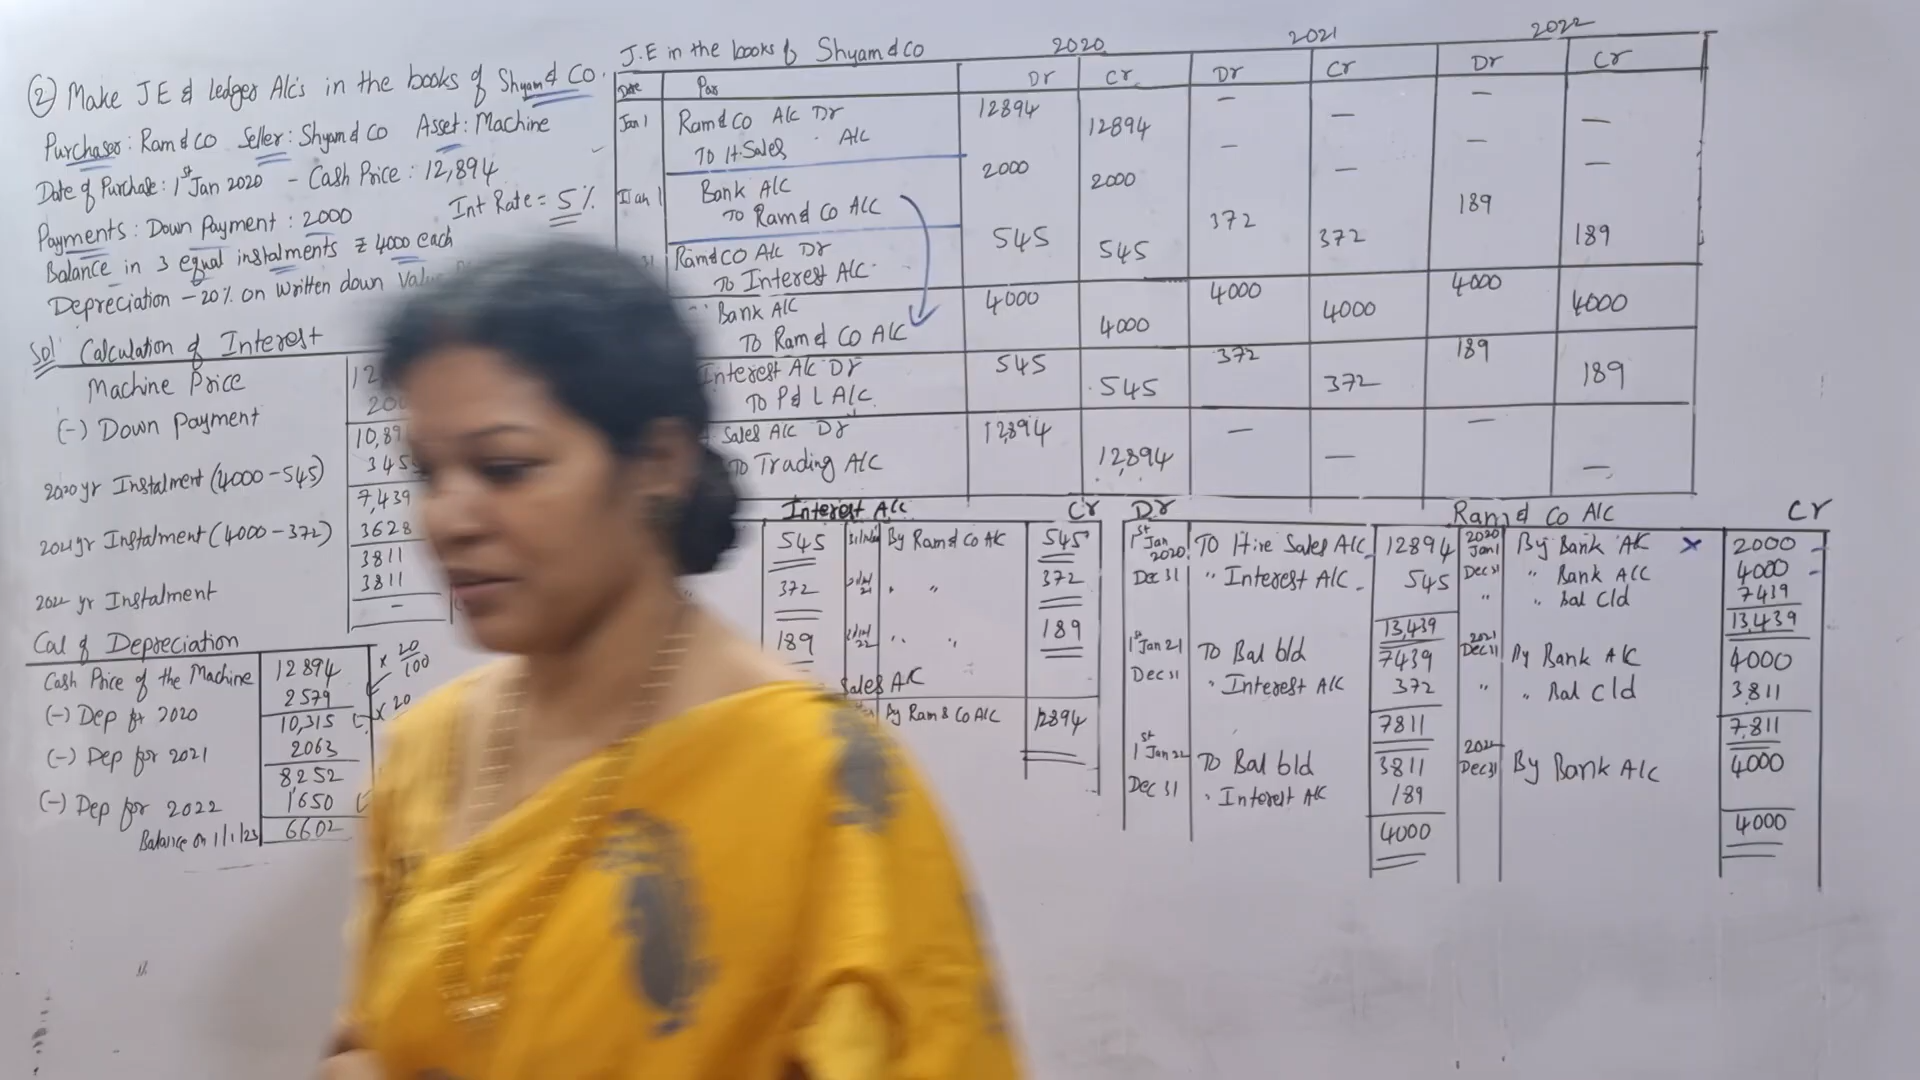 ② Make JE & ledger A/c's in the books of Shyam & Co.
Purchaser: Ram & Co Seller: Shyam & Co Asset: Machine
Date of Purchase: 1st Jan 2020 - Cash Price: 12,894
Payments: Down Payment: 2000 Int Rate = 5%
Balance in 3 equal instalments ₹ 4000 each
Depreciation - 20% on written down
Sol: Calculation of Interest
Machine Price
(-) Down Payment
10,89
2020 yr Instalment (4000-545) 345
7,439
2021 yr Instalment (4000-372) 3628
3811
2022 yr Instalment 3811
-
Cal of Depreciation
Cash Price of the Machine 12894 × 20/100
(-) Dep for 2020 2579
10,315 × 20
(-) Dep for 2021 2063
8,252
(-) Dep for 2022 1650
Balance on 1/1/23 6602
J.E in the books of Shyam & Co 2020 2021 2022
Date Par Dr Cr Dr Cr Dr Cr
Jan 1 Ram & Co A/c Dr 12894 - -
To H.Sales A/c 12894 - -
Jan 1 Bank A/c 2000 - -
To Ram & Co A/c 2000 - -
Ram & Co A/c Dr 545 372 189
To Interest A/c 545 372 189
Bank A/c 4000 4000 4000
To Ram & Co A/c 4000 4000 4000
Interest A/c Dr 545 372 189
To P & L A/c 545 372 189
Sales A/c Dr 12,894 - -
To Trading A/c 12,894 - -
Interest A/c Cr
545 By Ram & Co A/c 545
372 " " 372
189 " " 189
Sales A/c
By Ram & Co A/c 12894
Dr Ram & Co A/c Cr
1st Jan 2020 To Hire Sales A/c 12894 2020 Jan 1 By Bank A/c × 2000
Dec 31 " Interest A/c 545 Dec 31 " Bank A/c 4000
" " Bal c/d 7439
13,439 13,439
1st Jan 21 To Bal b/d 7439 2021 Dec 31 By Bank A/c 4000
Dec 31 " Interest A/c 372 " " Bal c/d 3811
7811 7,811
1st Jan 22 To Bal b/d 3811 2022 Dec 31 By Bank A/c 4000
Dec 31 " Interest A/c 189
4000 4000